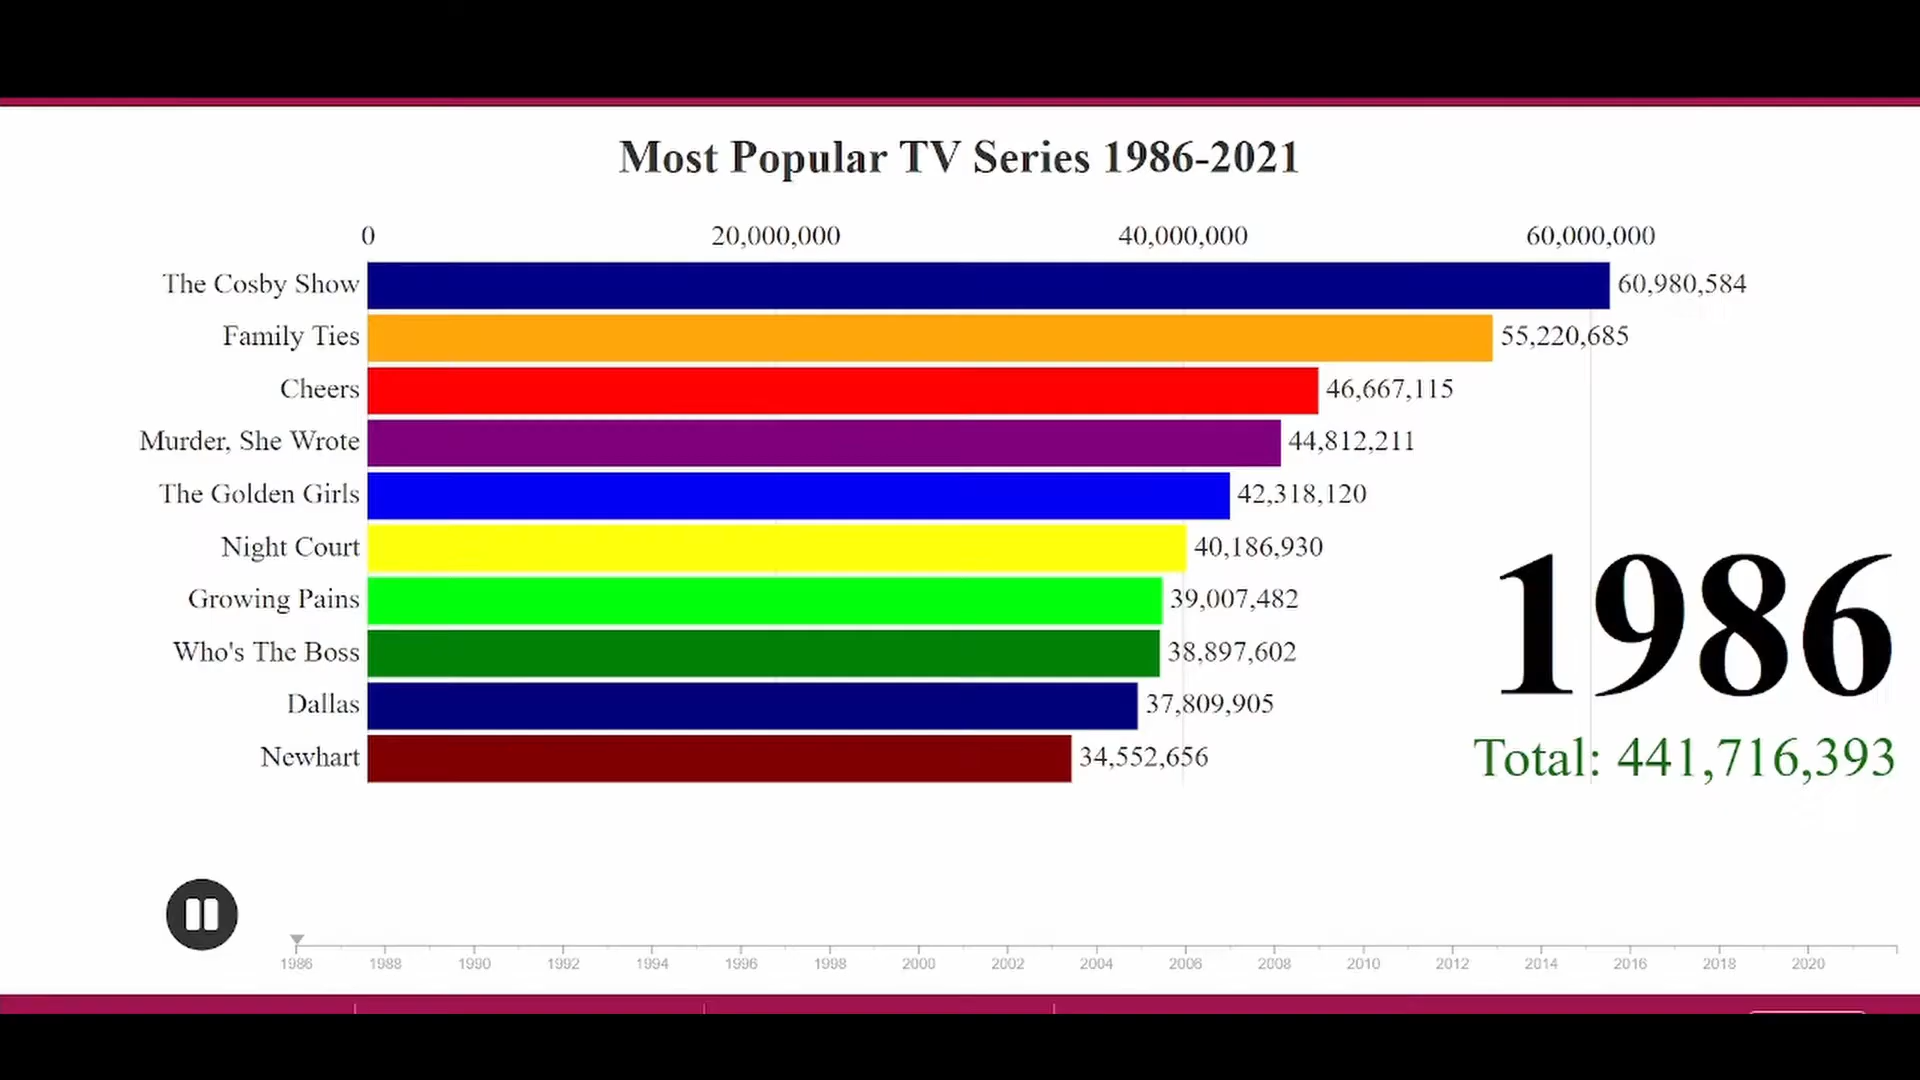 Most Popular TV Series 1986-2021
0 20,000,000 40,000,000 60,000,000
The Cosby Show 60,980,584
Family Ties 55,220,685
Cheers 46,667,115
Murder, She Wrote 44,812,211
The Golden Girls 42,318,120
Night Court 40,186,930
Growing Pains 39,007,482
Who's The Boss 38,897,602
Dallas 37,809,905
Newhart 34,552,656
1986
Total: 441,716,393
1986 1988 1990 1992 1994 1996 1998 2000 2002 2004 2006 2008 2010 2012 2014 2016 2018 2020